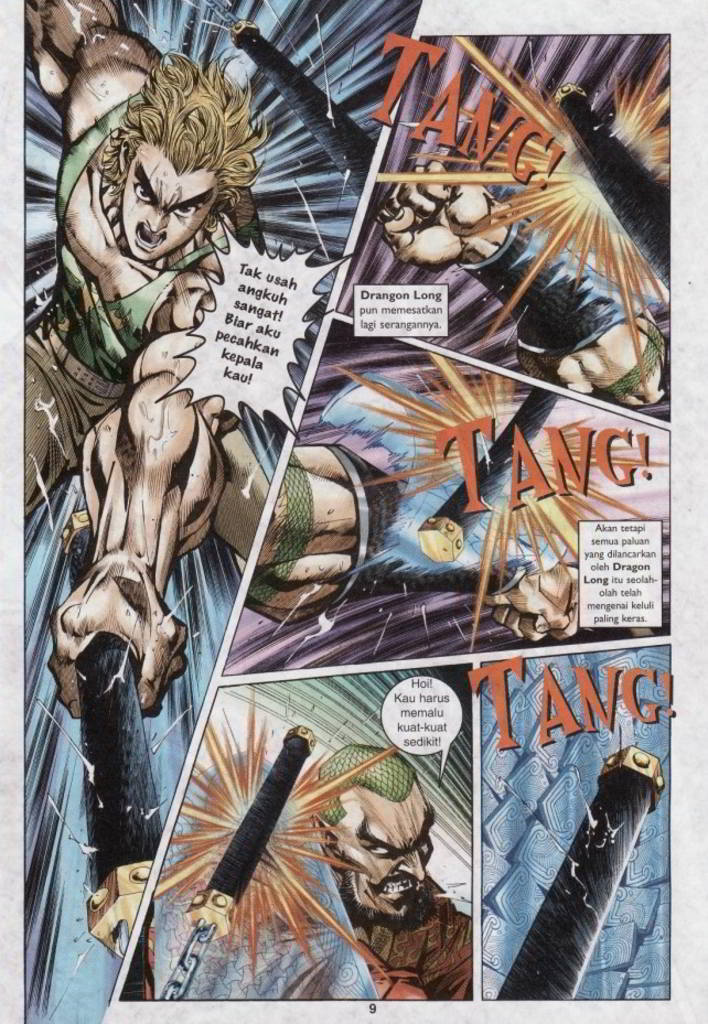 Tak usah
angkuh
sangat!
Biar aku
pecahkan
kepala
kau!
TANG!
Drangon Long
pun memesatkan
lagi serangannya.
TANG!
Akan tetapi
semua paluan
yang dilancarkan
oleh Dragon
Long itu seolah-
olah telah
mengenai keluli
paling keras.
Hoi!
Kau harus
memalu
kuat-kuat
sedikit!
TANG!
9